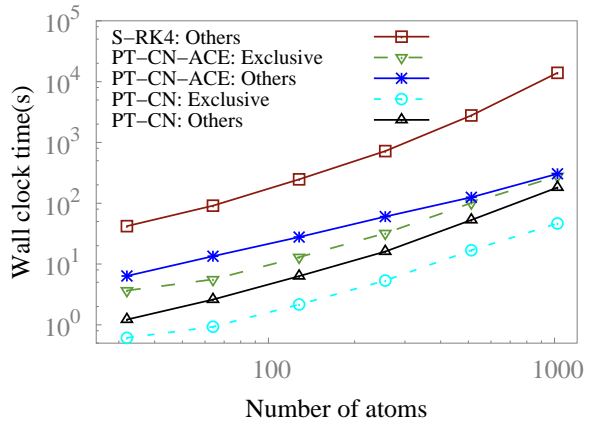 10^5
10^4
10^3
10^2
10^1
10^0
Wall clock time(s)
S−RK4: Others
PT−CN−ACE: Exclusive
PT−CN−ACE: Others
PT−CN: Exclusive
PT−CN: Others
100
1000
Number of atoms